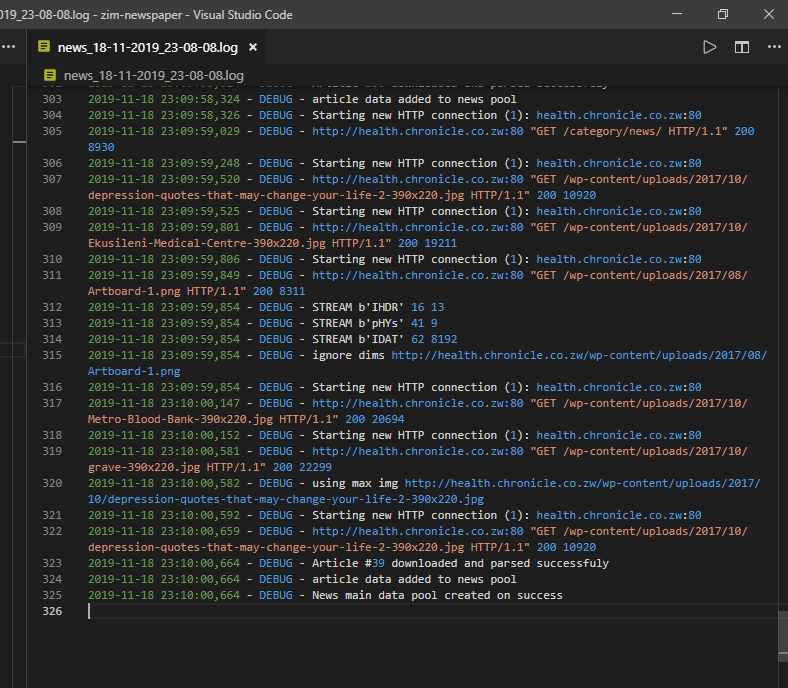 019_23-08-08.log - zim-newspaper - Visual Studio Code
news_18-11-2019_23-08-08.log ×
news_18-11-2019_23-08-08.log
303 2019-11-18 23:09:58,324 - DEBUG - article data added to news pool
304 2019-11-18 23:09:58,326 - DEBUG - Starting new HTTP connection (1): health.chronicle.co.zw:80
305 2019-11-18 23:09:59,029 - DEBUG - http://health.chronicle.co.zw:80 "GET /category/news/ HTTP/1.1" 200
8930
306 2019-11-18 23:09:59,248 - DEBUG - Starting new HTTP connection (1): health.chronicle.co.zw:80
307 2019-11-18 23:09:59,520 - DEBUG - http://health.chronicle.co.zw:80 "GET /wp-content/uploads/2017/10/
depression-quotes-that-may-change-your-life-2-390x220.jpg HTTP/1.1" 200 10920
308 2019-11-18 23:09:59,525 - DEBUG - Starting new HTTP connection (1): health.chronicle.co.zw:80
309 2019-11-18 23:09:59,801 - DEBUG - http://health.chronicle.co.zw:80 "GET /wp-content/uploads/2017/10/
Ekusileni-Medical-Centre-390x220.jpg HTTP/1.1" 200 19211
310 2019-11-18 23:09:59,806 - DEBUG - Starting new HTTP connection (1): health.chronicle.co.zw:80
311 2019-11-18 23:09:59,849 - DEBUG - http://health.chronicle.co.zw:80 "GET /wp-content/uploads/2017/08/
Artboard-1.png HTTP/1.1" 200 8311
312 2019-11-18 23:09:59,854 - DEBUG - STREAM b'IHDR' 16 13
313 2019-11-18 23:09:59,854 - DEBUG - STREAM b'pHYs' 41 9
314 2019-11-18 23:09:59,854 - DEBUG - STREAM b'IDAT' 62 8192
315 2019-11-18 23:09:59,854 - DEBUG - ignore dims http://health.chronicle.co.zw/wp-content/uploads/2017/08/
Artboard-1.png
316 2019-11-18 23:09:59,854 - DEBUG - Starting new HTTP connection (1): health.chronicle.co.zw:80
317 2019-11-18 23:10:00,147 - DEBUG - http://health.chronicle.co.zw:80 "GET /wp-content/uploads/2017/10/
Metro-Blood-Bank-390x220.jpg HTTP/1.1" 200 20694
318 2019-11-18 23:10:00,152 - DEBUG - Starting new HTTP connection (1): health.chronicle.co.zw:80
319 2019-11-18 23:10:00,581 - DEBUG - http://health.chronicle.co.zw:80 "GET /wp-content/uploads/2017/10/
grave-390x220.jpg HTTP/1.1" 200 22299
320 2019-11-18 23:10:00,582 - DEBUG - using max img http://health.chronicle.co.zw/wp-content/uploads/2017/
10/depression-quotes-that-may-change-your-life-2-390x220.jpg
321 2019-11-18 23:10:00,592 - DEBUG - Starting new HTTP connection (1): health.chronicle.co.zw:80
322 2019-11-18 23:10:00,659 - DEBUG - http://health.chronicle.co.zw:80 "GET /wp-content/uploads/2017/10/
depression-quotes-that-may-change-your-life-2-390x220.jpg HTTP/1.1" 200 10920
323 2019-11-18 23:10:00,664 - DEBUG - Article #39 downloaded and parsed successfuly
324 2019-11-18 23:10:00,664 - DEBUG - article data added to news pool
325 2019-11-18 23:10:00,664 - DEBUG - News main data pool created on success
326